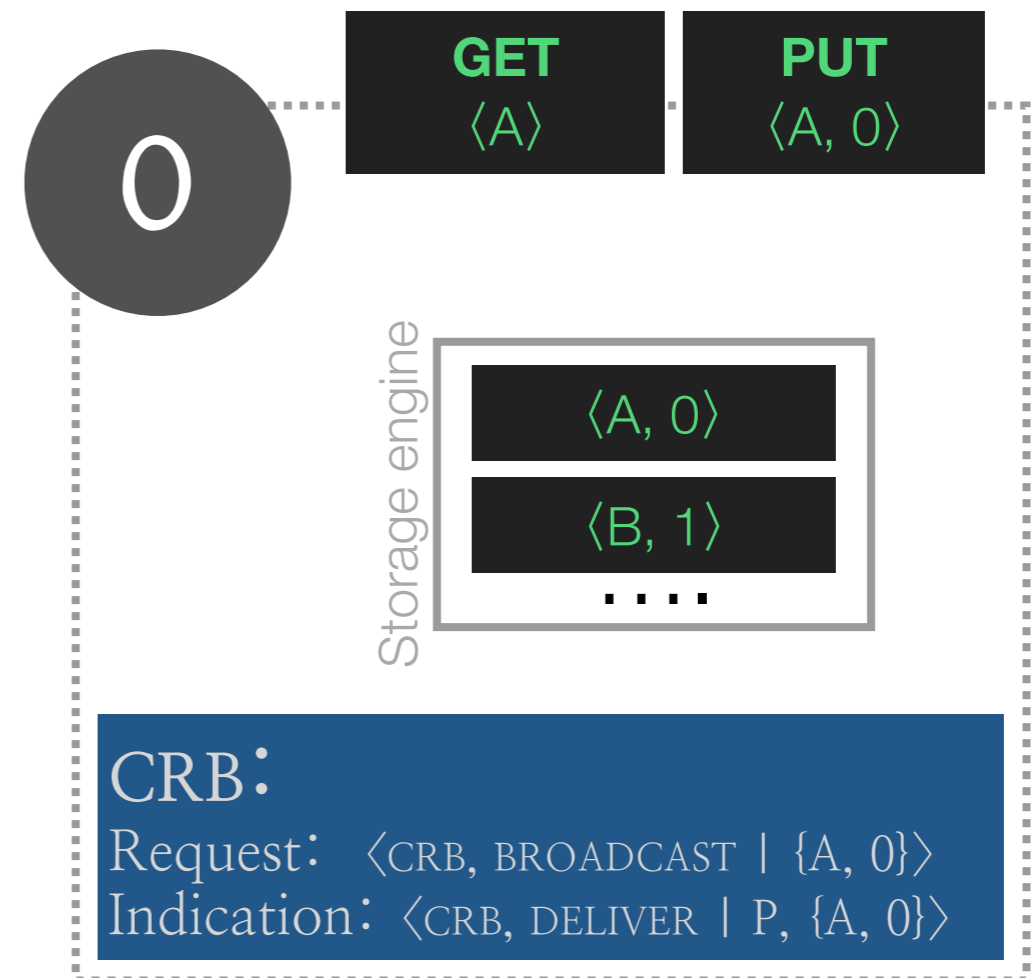 0
GET
〈A〉
PUT
〈A, 0〉
Storage engine
〈A, 0〉
〈B, 1〉
....
CRB:
Request: 〈CRB, BROADCAST | {A, 0}〉
Indication: 〈CRB, DELIVER | P, {A, 0}〉